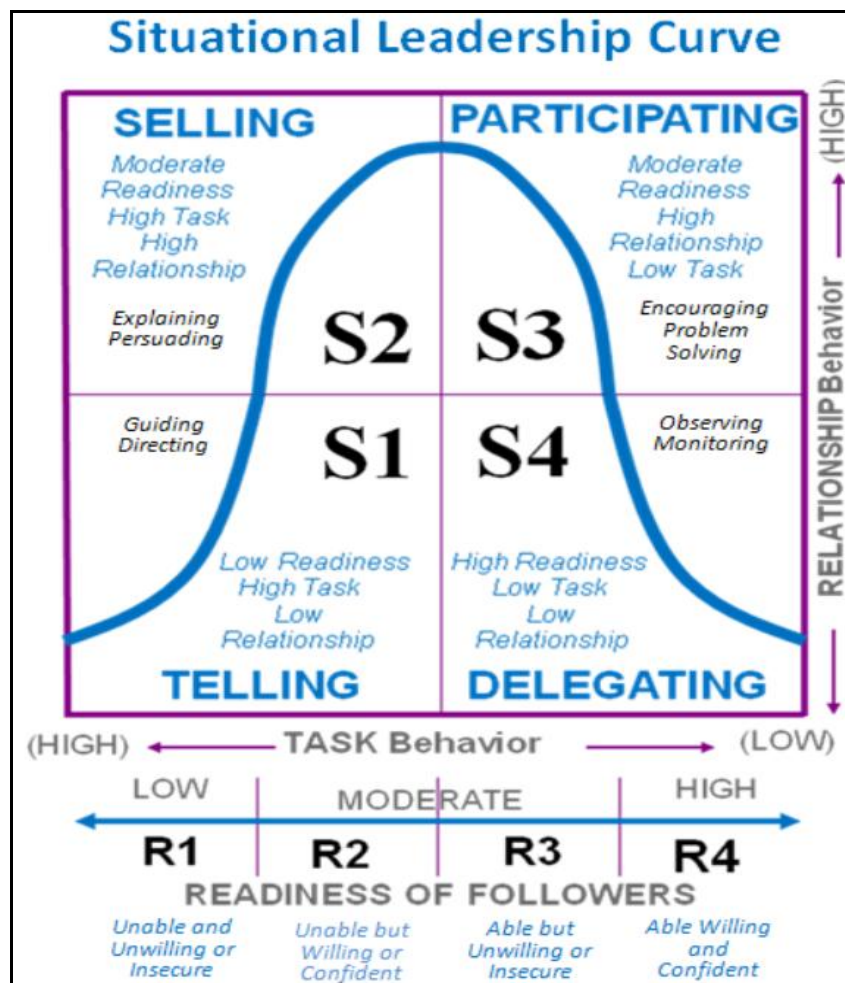 Situational Leadership Curve
SELLING
Moderate
Readiness
High Task
High
Relationship
Explaining
Persuading
S2
PARTICIPATING
Moderate
Readiness
High
Relationship
Low Task
Encouraging
Problem
Solving
S3
Guiding
Directing
S1
Low Readiness
High Task
Low
Relationship
TELLING
Observing
Monitoring
S4
High Readiness
Low Task
Low
Relationship
DELEGATING
(HIGH)
RELATIONSHIP Behavior
(HIGH) TASK Behavior (LOW)
LOW MODERATE HIGH
R1 R2 R3 R4
READINESS OF FOLLOWERS
Unable and
Unwilling or
Insecure
Unable but
Willing or
Confident
Able but
Unwilling or
Insecure
Able Willing
and
Confident